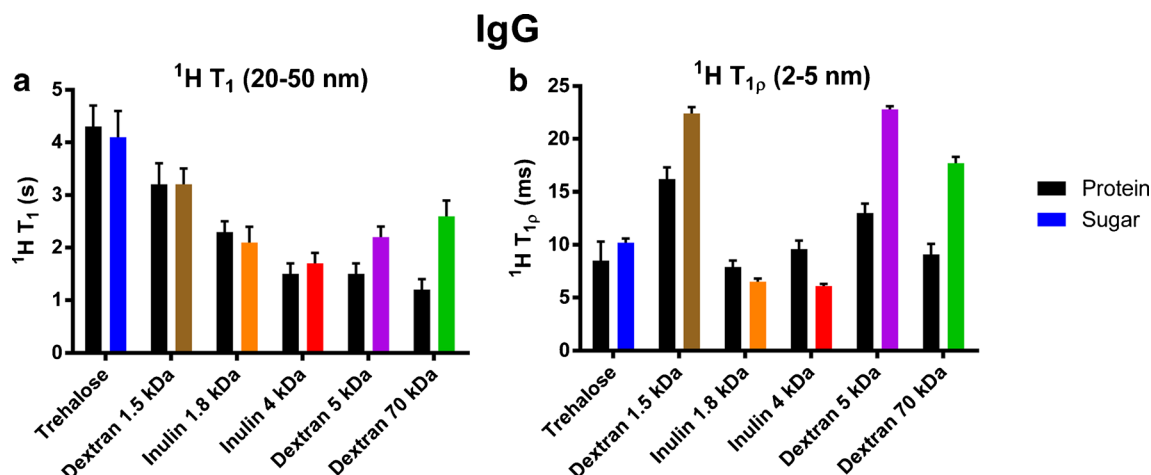 IgG
a
¹H T₁ (20-50 nm)
¹H T₁ (s)
5
4
3
2
1
0
Trehalose
Dextran 1.5 kDa
Inulin 1.8 kDa
Inulin 4 kDa
Dextran 5 kDa
Dextran 70 kDa
b
¹H T₁ρ (2-5 nm)
¹H T₁ρ (ms)
25
20
15
10
5
0
Trehalose
Dextran 1.5 kDa
Inulin 1.8 kDa
Inulin 4 kDa
Dextran 5 kDa
Dextran 70 kDa
Protein
Sugar